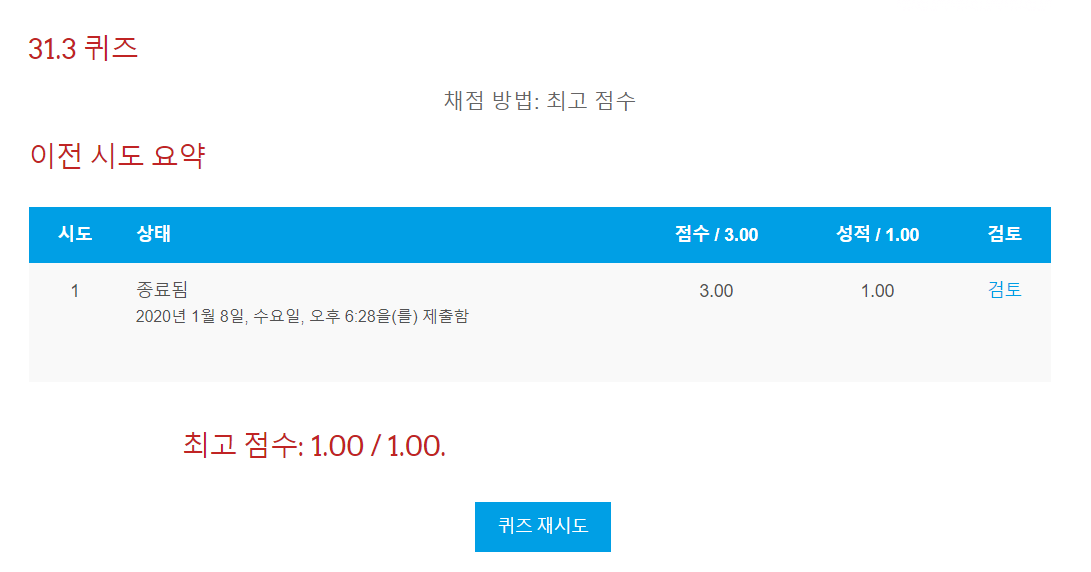 31.3 퀴즈
채점 방법: 최고 점수
이전 시도 요약
시도 상태 점수 / 3.00 성적 / 1.00 검토
1 종료됨 3.00 1.00 검토
2020년 1월 8일, 수요일, 오후 6:28을(를) 제출함
최고 점수: 1.00 / 1.00.
퀴즈 재시도